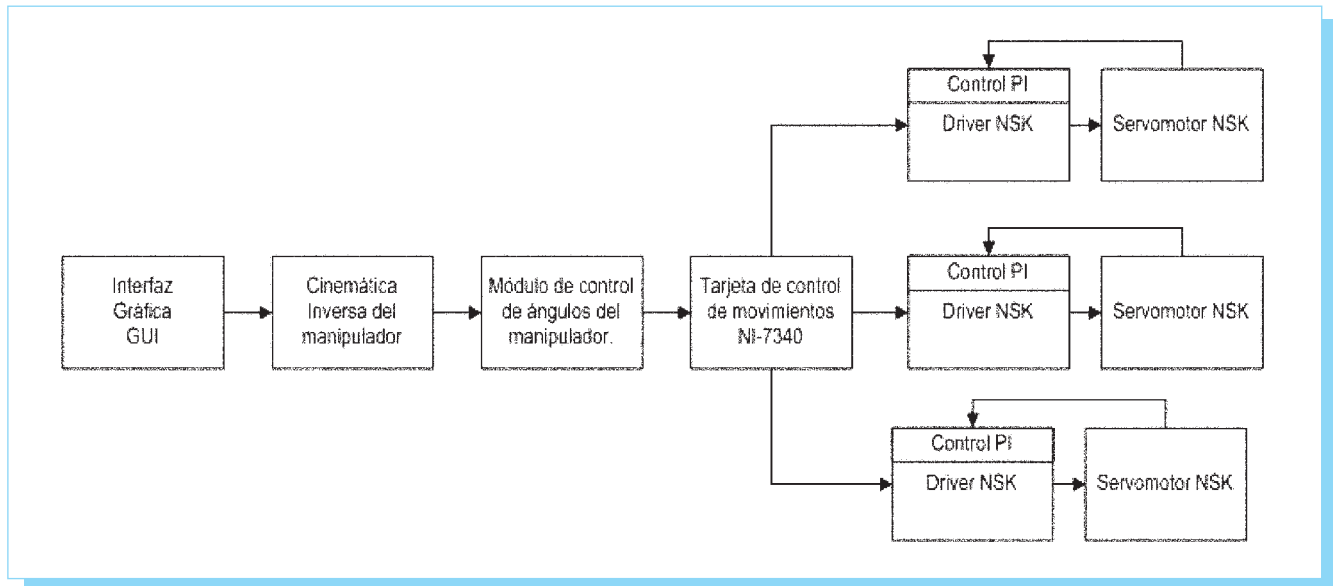 Control PI
Driver NSK
Servomotor NSK
Interfaz
Gráfica
GUI
Cinemática
Inversa del
manipulador
Módulo de control
de ángulos del
manipulador.
Tarjeta de control
de movimientos
NI-7340
Control PI
Driver NSK
Servomotor NSK
Control PI
Driver NSK
Servomotor NSK